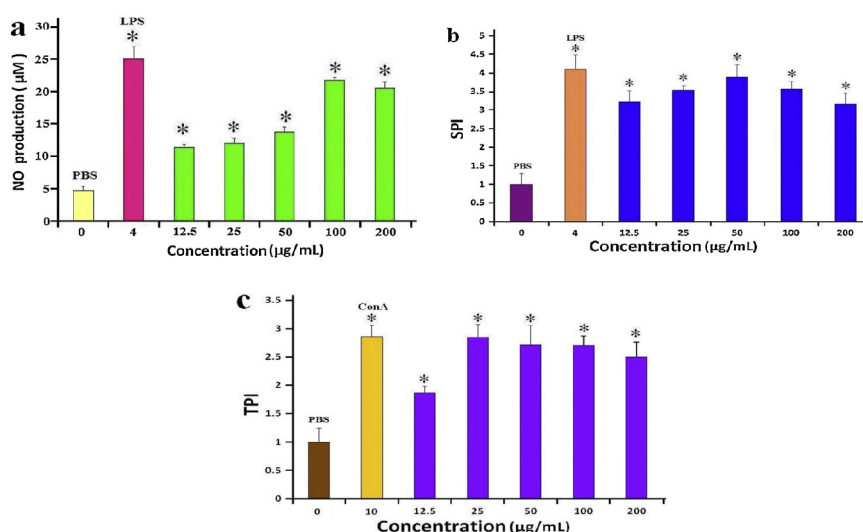 a
NO production (µM)
30
25
20
15
10
5
0
PBS
LPS
*
*
*
*
*
*
0 4 12.5 25 50 100 200
Concentration (µg/mL)
b
SPI
5
4.5
4
3.5
3
2.5
2
1.5
1
0.5
0
PBS
LPS
*
*
*
*
*
*
0 4 12.5 25 50 100 200
Concentration (µg/mL)
c
TPI
3.5
3
2.5
2
1.5
1
0.5
0
PBS
ConA
*
*
*
*
*
*
0 10 12.5 25 50 100 200
Concentration (µg/mL)